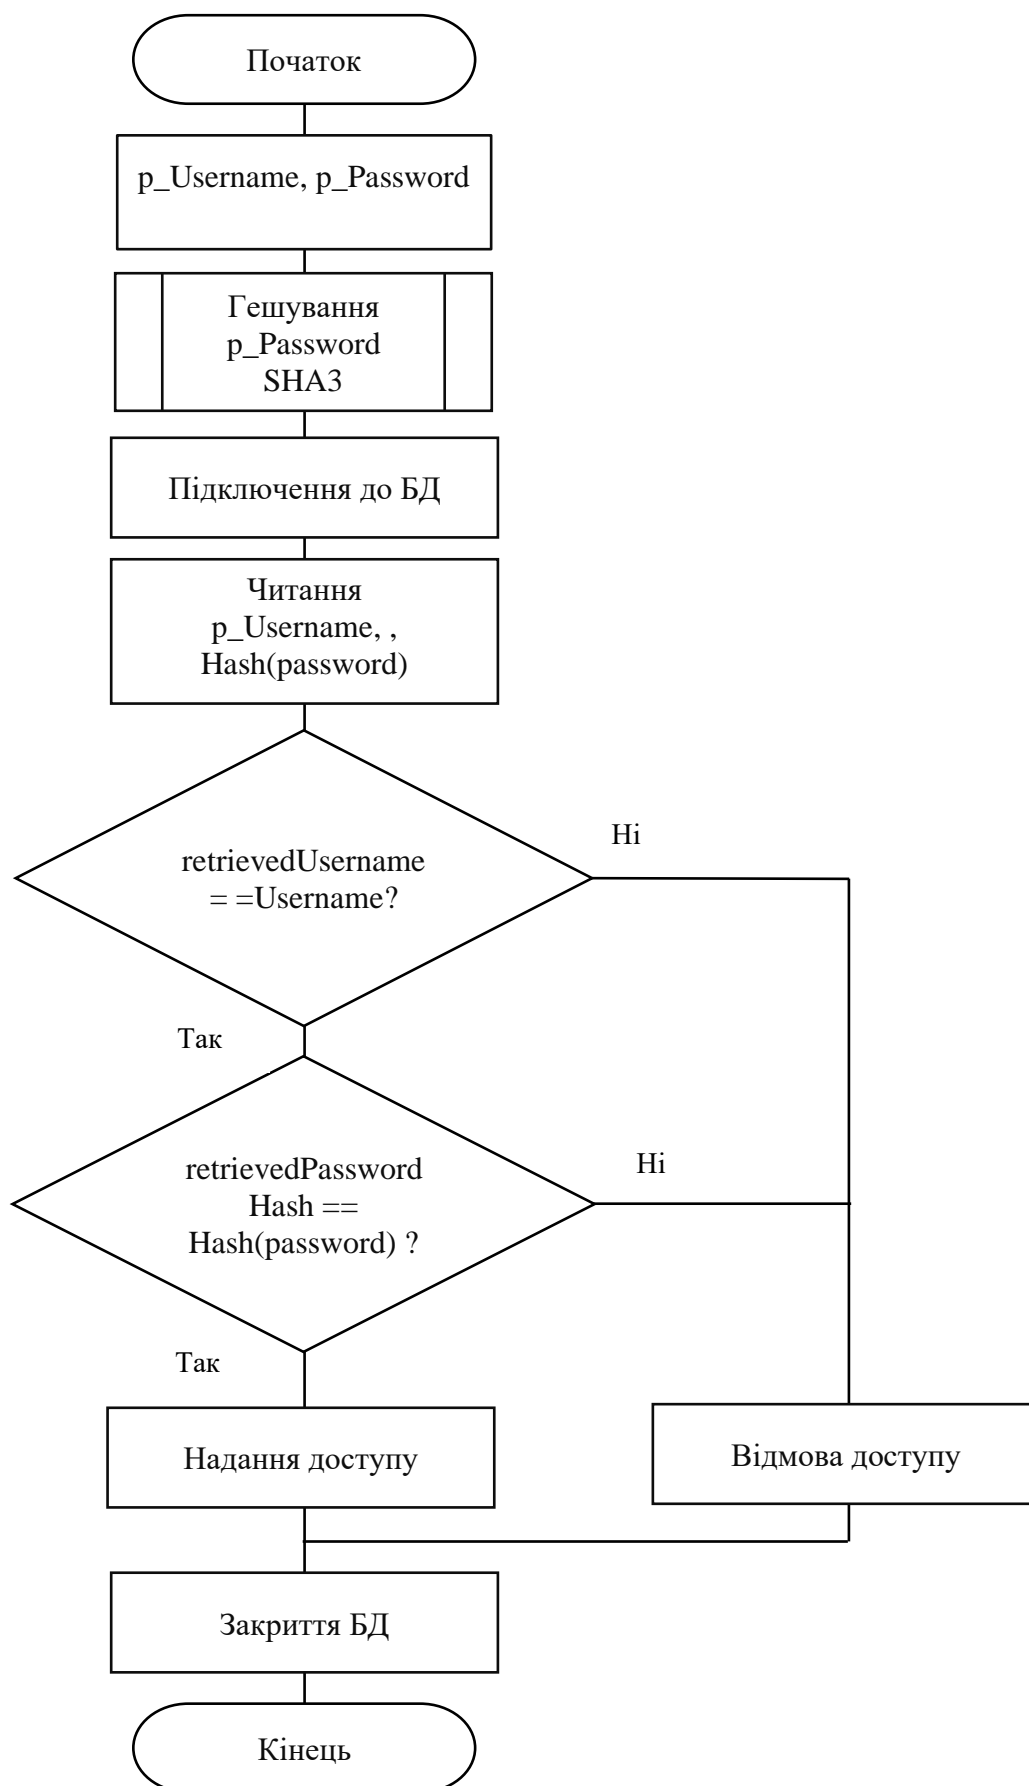 Початок
p_Username, p_Password
Гешування
p_Password
SHA3
Підключення до БД
Читання
p_Username, ,
Hash(password)
Ні
retrievedUsername
= =Username?
Так
Ні
retrievedPassword
Hash ==
Hash(password) ?
Так
Надання доступу
Відмова доступу
Закриття БД
Кінець